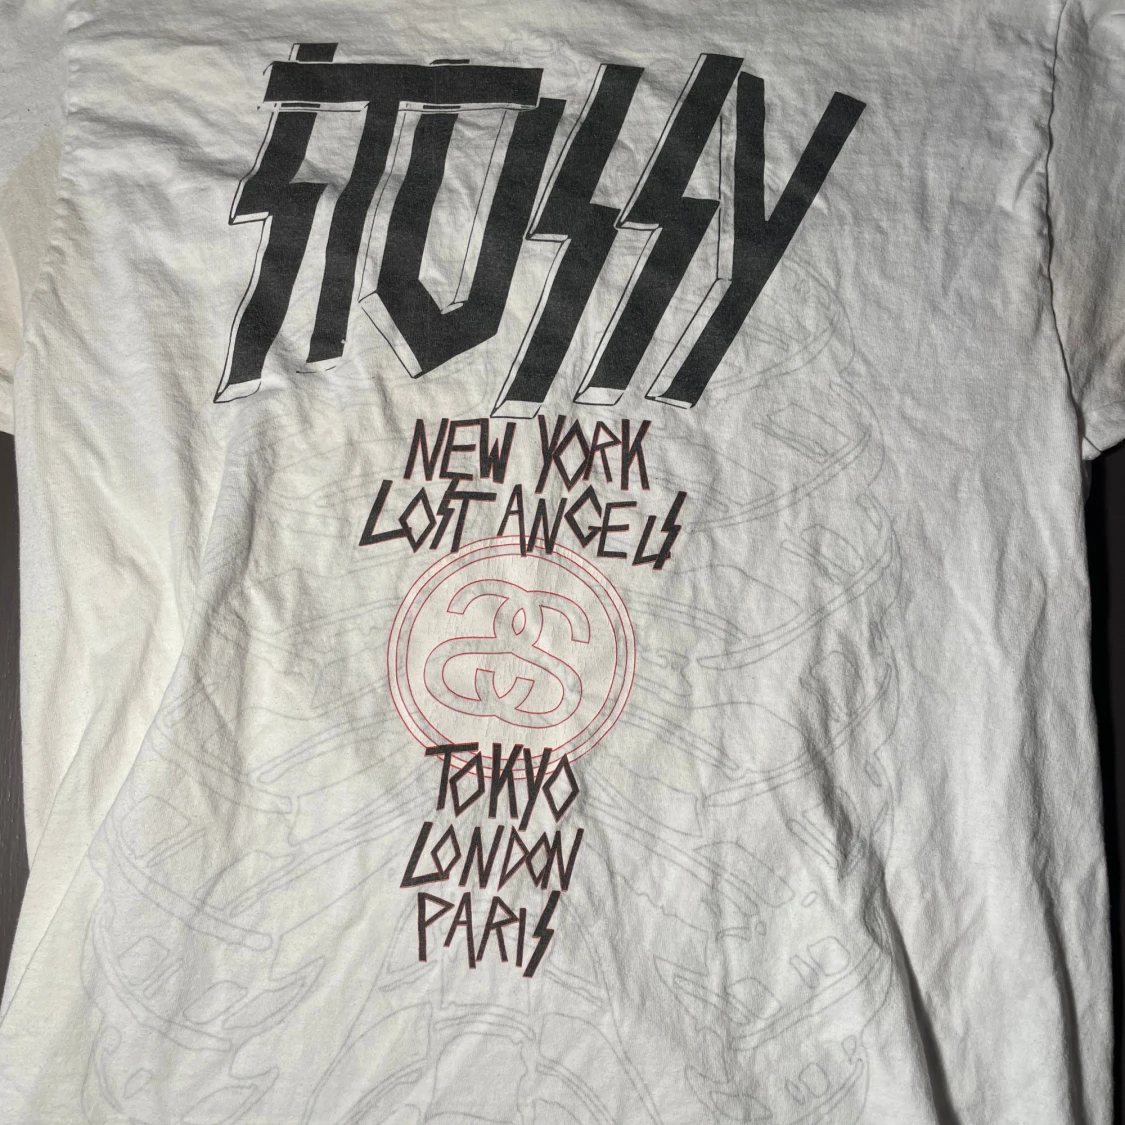 STUSSY
NEW YORK
LOST ANGELS
TOKYO
LONDON
PARIS